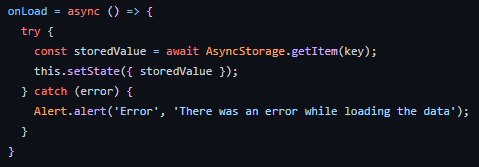 onLoad = async () => {
  try {
    const storedValue = await AsyncStorage.getItem(key);
    this.setState({ storedValue });
  } catch (error) {
    Alert.alert('Error', 'There was an error while loading the data');
  }
}